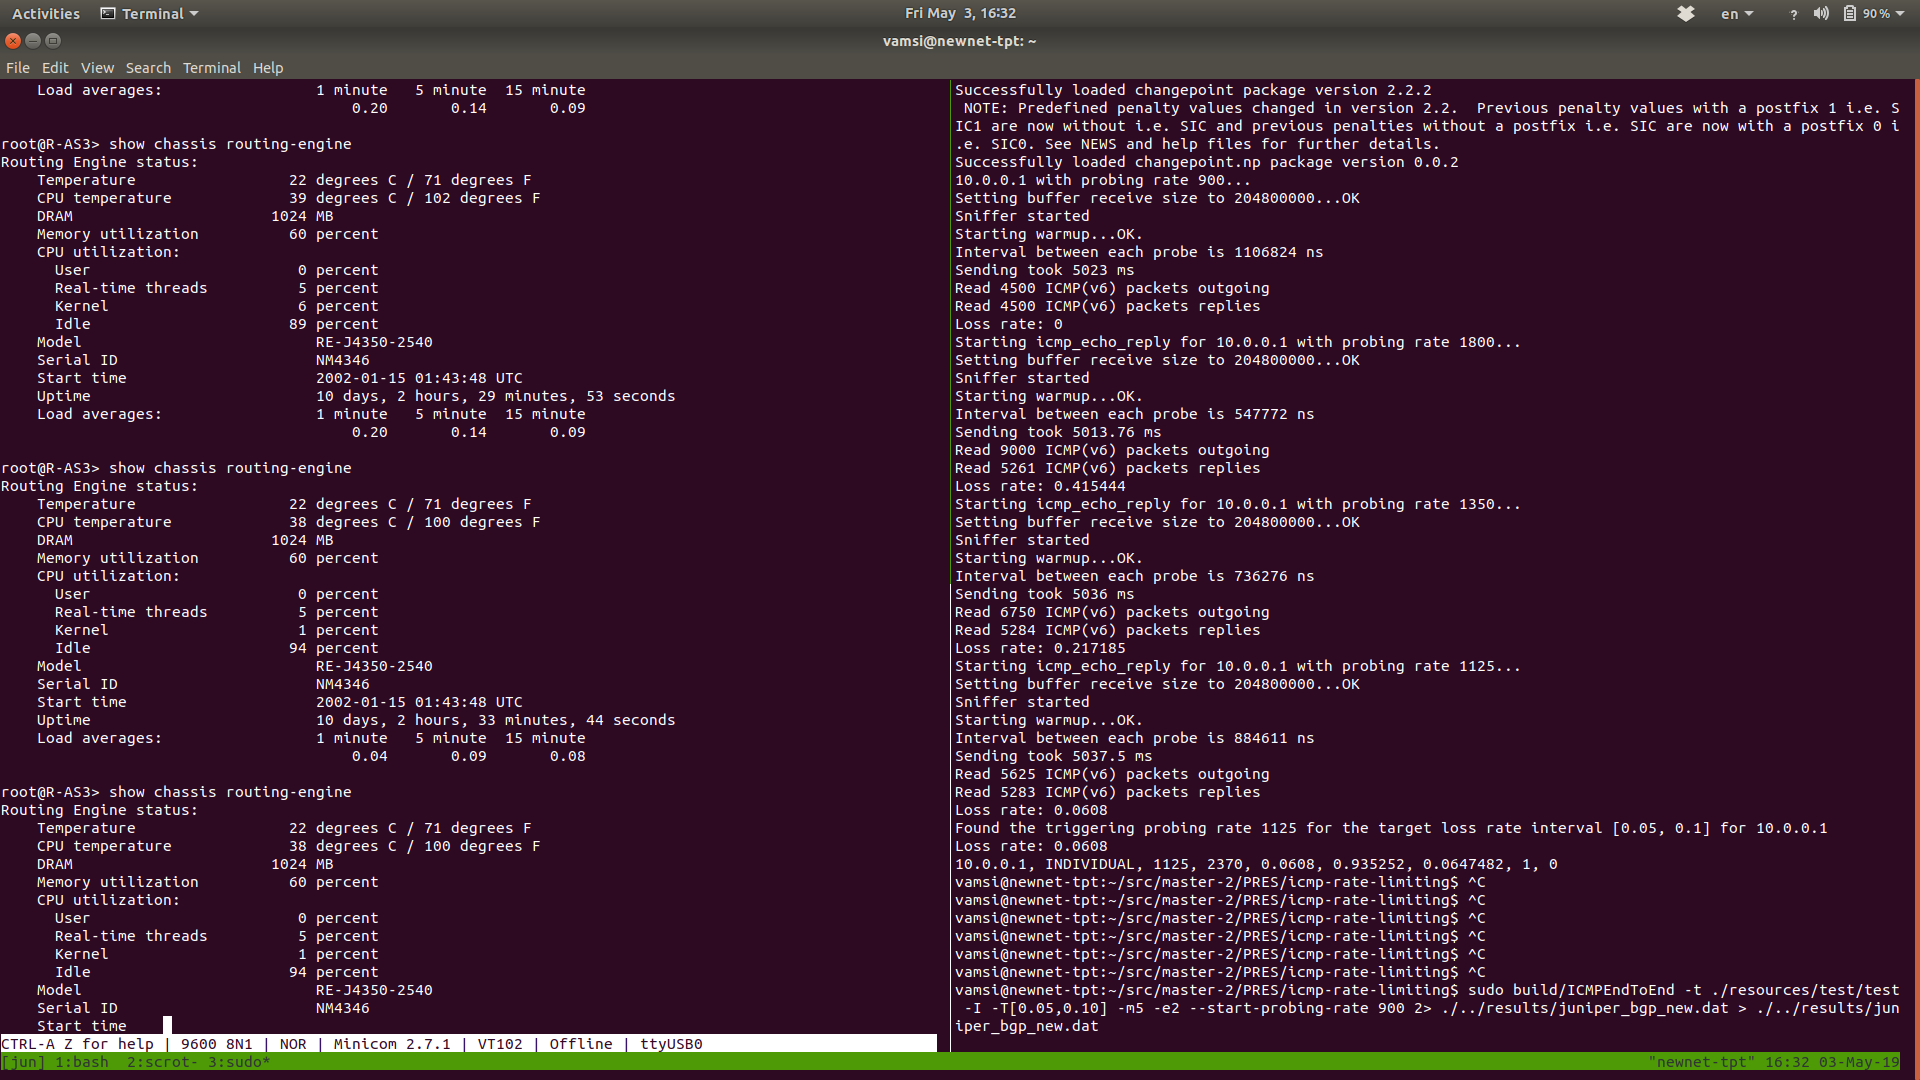 Activities Terminal Fri May 3, 16:32 en ? 90%
vamsi@newnet-tpt: ~
File Edit View Search Terminal Help
Load averages: 1 minute 5 minute 15 minute
0.20 0.14 0.09
root@R-AS3> show chassis routing-engine
Routing Engine status:
Temperature 22 degrees C / 71 degrees F
CPU temperature 39 degrees C / 102 degrees F
DRAM 1024 MB
Memory utilization 60 percent
CPU utilization:
User 0 percent
Real-time threads 5 percent
Kernel 6 percent
Idle 89 percent
Model RE-J4350-2540
Serial ID NM4346
Start time 2002-01-15 01:43:48 UTC
Uptime 10 days, 2 hours, 29 minutes, 53 seconds
Load averages: 1 minute 5 minute 15 minute
0.20 0.14 0.09
root@R-AS3> show chassis routing-engine
Routing Engine status:
Temperature 22 degrees C / 71 degrees F
CPU temperature 38 degrees C / 100 degrees F
DRAM 1024 MB
Memory utilization 60 percent
CPU utilization:
User 0 percent
Real-time threads 5 percent
Kernel 1 percent
Idle 94 percent
Model RE-J4350-2540
Serial ID NM4346
Start time 2002-01-15 01:43:48 UTC
Uptime 10 days, 2 hours, 33 minutes, 44 seconds
Load averages: 1 minute 5 minute 15 minute
0.04 0.09 0.08
root@R-AS3> show chassis routing-engine
Routing Engine status:
Temperature 22 degrees C / 71 degrees F
CPU temperature 38 degrees C / 100 degrees F
DRAM 1024 MB
Memory utilization 60 percent
CPU utilization:
User 0 percent
Real-time threads 5 percent
Kernel 1 percent
Idle 94 percent
Model RE-J4350-2540
Serial ID NM4346
Start time
CTRL-A Z for help | 9600 8N1 | NOR | Minicom 2.7.1 | VT102 | Offline | ttyUSB0
Successfully loaded changepoint package version 2.2.2
NOTE: Predefined penalty values changed in version 2.2. Previous penalty values with a postfix 1 i.e. S
IC1 are now without i.e. SIC and previous penalties without a postfix i.e. SIC are now with a postfix 0 i
.e. SIC0. See NEWS and help files for further details.
Successfully loaded changepoint.np package version 0.0.2
10.0.0.1 with probing rate 900...
Setting buffer receive size to 204800000...OK
Sniffer started
Starting warmup...OK.
Interval between each probe is 1106824 ns
Sending took 5023 ms
Read 4500 ICMP(v6) packets outgoing
Read 4500 ICMP(v6) packets replies
Loss rate: 0
Starting icmp_echo_reply for 10.0.0.1 with probing rate 1800...
Setting buffer receive size to 204800000...OK
Sniffer started
Starting warmup...OK.
Interval between each probe is 547772 ns
Sending took 5013.76 ms
Read 9000 ICMP(v6) packets outgoing
Read 5261 ICMP(v6) packets replies
Loss rate: 0.415444
Starting icmp_echo_reply for 10.0.0.1 with probing rate 1350...
Setting buffer receive size to 204800000...OK
Sniffer started
Starting warmup...OK.
Interval between each probe is 736276 ns
Sending took 5036 ms
Read 6750 ICMP(v6) packets outgoing
Read 5284 ICMP(v6) packets replies
Loss rate: 0.217185
Starting icmp_echo_reply for 10.0.0.1 with probing rate 1125...
Setting buffer receive size to 204800000...OK
Sniffer started
Starting warmup...OK.
Interval between each probe is 884611 ns
Sending took 5037.5 ms
Read 5625 ICMP(v6) packets outgoing
Read 5283 ICMP(v6) packets replies
Loss rate: 0.0608
Found the triggering probing rate 1125 for the target loss rate interval [0.05, 0.1] for 10.0.0.1
Loss rate: 0.0608
10.0.0.1, INDIVIDUAL, 1125, 2370, 0.0608, 0.935252, 0.0647482, 1, 0
vamsi@newnet-tpt:~/src/master-2/PRES/icmp-rate-limiting$ ^C
vamsi@newnet-tpt:~/src/master-2/PRES/icmp-rate-limiting$ ^C
vamsi@newnet-tpt:~/src/master-2/PRES/icmp-rate-limiting$ ^C
vamsi@newnet-tpt:~/src/master-2/PRES/icmp-rate-limiting$ ^C
vamsi@newnet-tpt:~/src/master-2/PRES/icmp-rate-limiting$ ^C
vamsi@newnet-tpt:~/src/master-2/PRES/icmp-rate-limiting$ ^C
vamsi@newnet-tpt:~/src/master-2/PRES/icmp-rate-limiting$ sudo build/ICMPEndToEnd -t ./resources/test/test
-I -T[0.05,0.10] -m5 -e2 --start-probing-rate 900 2> ./../results/juniper_bgp_new.dat > ./../results/jun
iper_bgp_new.dat
[jun] 1:bash 2:scrot- 3:sudo* "newnet-tpt" 16:32 03-May-19